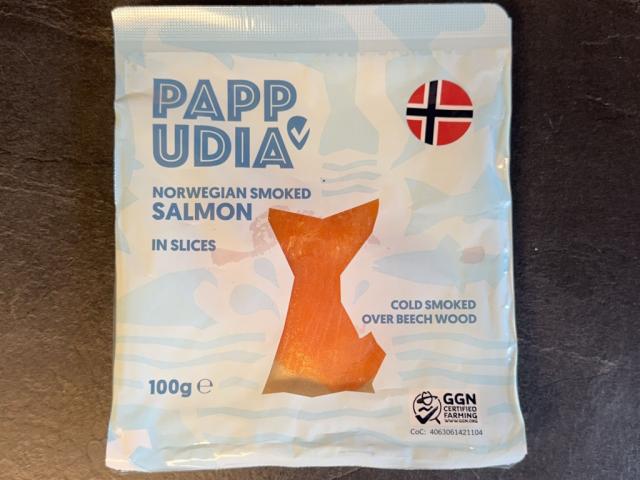 PAPP
UDIA
NORWEGIAN SMOKED
SALMON
IN SLICES
COLD SMOKED
OVER BEECH WOOD
100g ℮
GGN
CERTIFIED
FARMING
WWW.GGN.ORG
CoC: 4063061421104